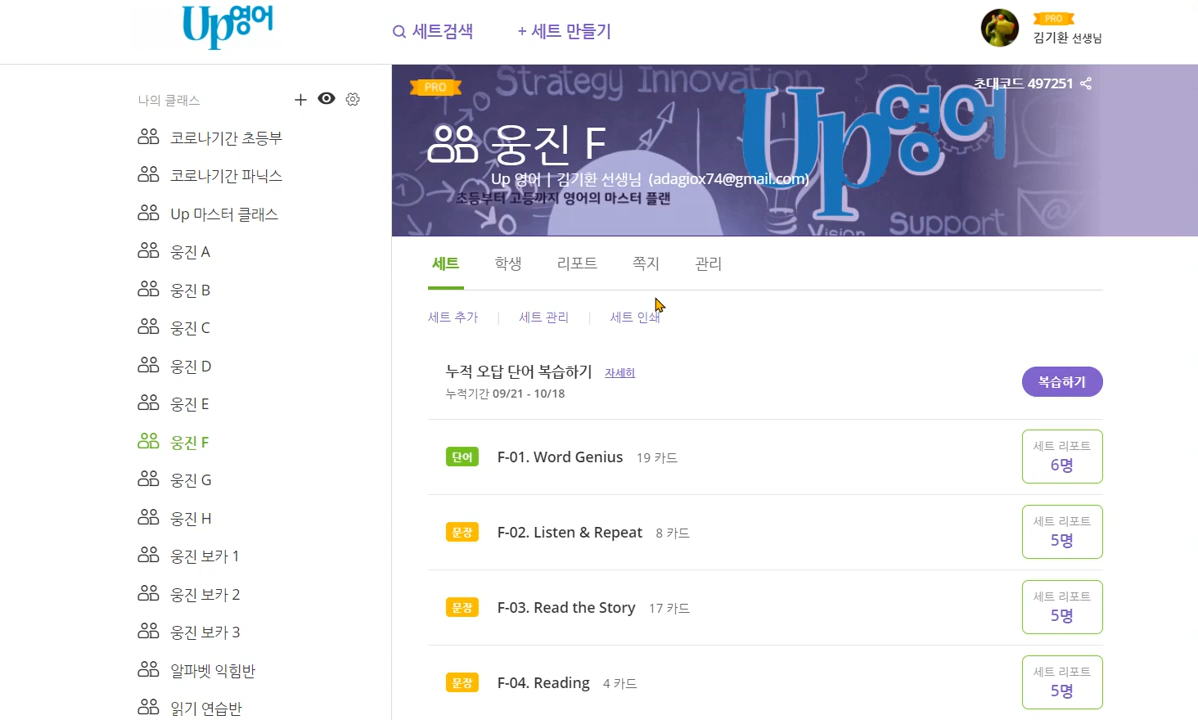 Up영어
세트검색
+ 세트 만들기
PRO
김기환 선생님
나의 클래스
코로나기간 초등부
코로나기간 파닉스
Up 마스터 클래스
웅진 A
웅진 B
웅진 C
웅진 D
웅진 E
웅진 F
웅진 G
웅진 H
웅진 보카 1
웅진 보카 2
웅진 보카 3
알파벳 익힘반
읽기 연습반
PRO
Strategy Innovation
초대코드 497251
웅진 F
Up영어
Up 영어 | 김기환 선생님 (adagiox74@gmail.com)
초등부터 고등까지 영어의 마스터 플랜
Vision
Support
세트
학생
리포트
쪽지
관리
세트 추가 | 세트 관리 | 세트 인쇄
누적 오답 단어 복습하기 자세히
누적기간 09/21 - 10/18
복습하기
단어 F-01. Word Genius 19 카드
세트 리포트
6명
문장 F-02. Listen & Repeat 8 카드
세트 리포트
5명
문장 F-03. Read the Story 17 카드
세트 리포트
5명
문장 F-04. Reading 4 카드
세트 리포트
5명